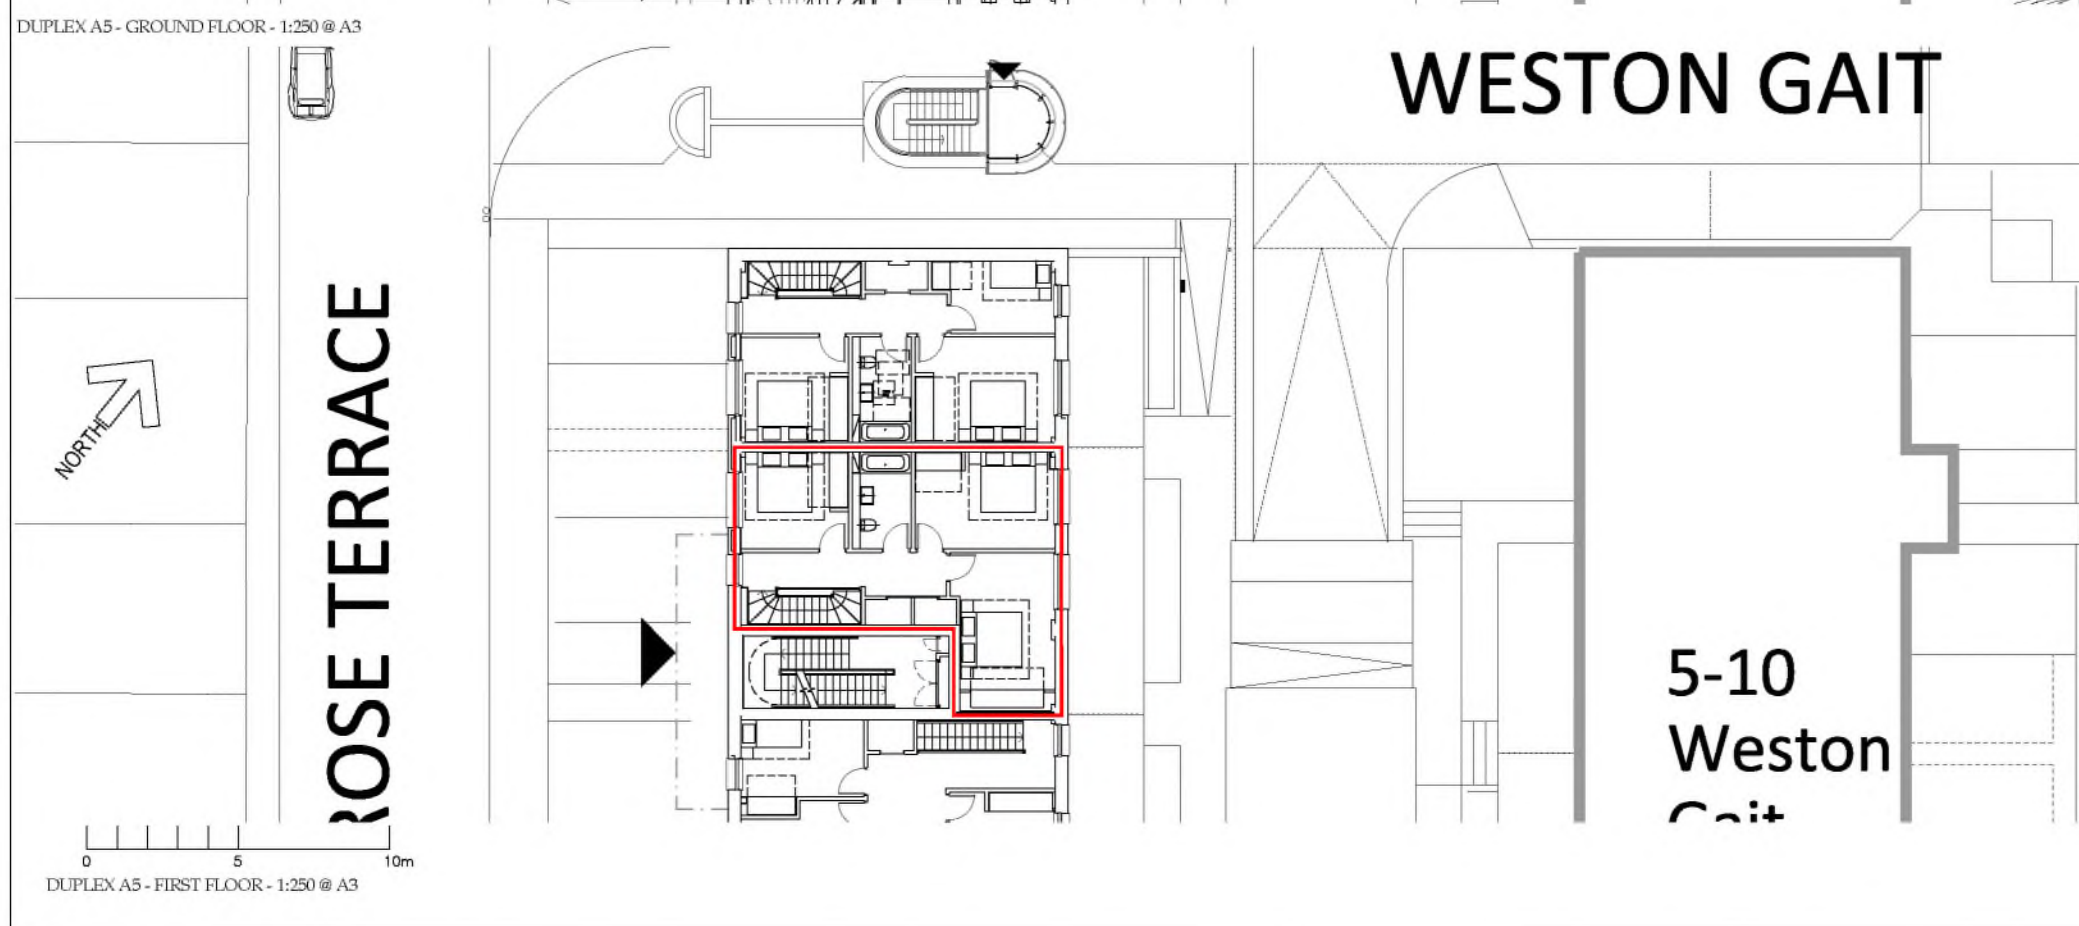 DUPLEX A5 - GROUND FLOOR - 1:250 @ A3
WESTON GAIT
ROSE TERRACE
NORTH
5-10
Weston
Gait
0 5 10m
DUPLEX A5 - FIRST FLOOR - 1:250 @ A3